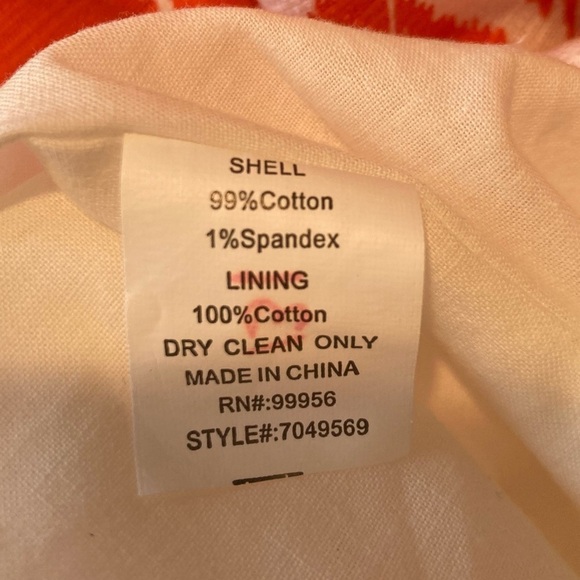 SHELL
99%Cotton
1%Spandex
LINING
100%Cotton
DRY CLEAN ONLY
MADE IN CHINA
RN#:99956
STYLE#:7049569